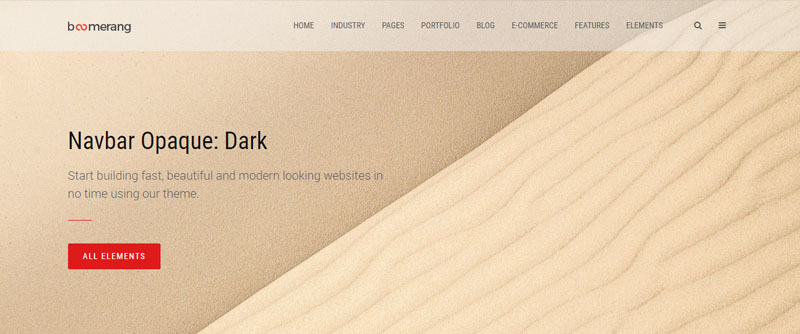 boomerang
HOME INDUSTRY PAGES PORTFOLIO BLOG E-COMMERCE FEATURES ELEMENTS
Navbar Opaque: Dark
Start building fast, beautiful and modern looking websites in
no time using our theme.
ALL ELEMENTS